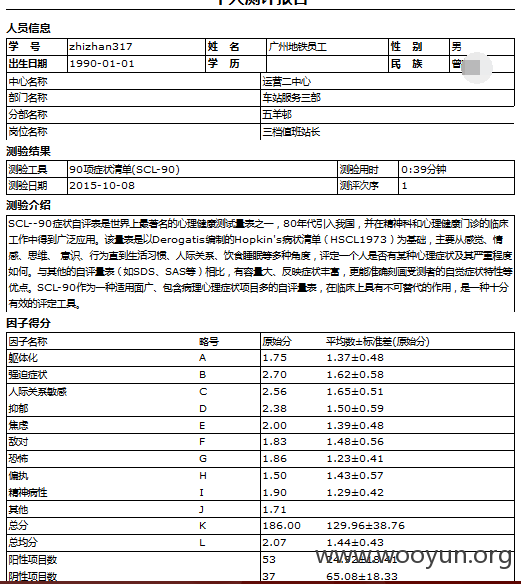 个人测评报告
人员信息
学 号 zhizhan317 姓 名 广州地铁员工 性 别 男
出生日期 1990-01-01 学 历 民 族
中心名称 运营二中心
部门名称 车站服务三部
分部名称 五羊邨
岗位名称 三档值班站长
测验结果
测验工具 90项症状清单(SCL-90) 测验用时 0:39分钟
测验日期 2015-10-08 测评次序 1
测验介绍
SCL--90症状自评表是世界上最著名的心理健康测试量表之一，80年代引入我国，并在精神科和心理健康门诊的临床
工作中得到广泛应用。该量表是以Derogatis编制的Hopkin's病状清单（HSCL1973）为基础，主要从感觉、情
感、思维、 意识、行为直到生活习惯、人际关系、饮食睡眠等多种角度，评定一个人是否有某种心理症状及其严重程度
如何。与其他的自评量表（如SDS、SAS等）相比，有容量大、反映症状丰富，更能准确刻画受测者的自觉症状特性等
优点。SCL-90作为一种适用面广、包含病理心理症状项目多的自评量表，在临床上具有不可替代的作用，是一种十分
有效的评定工具。
因子得分
因子名称 略号 原始分 平均数±标准差(原始分)
躯体化 A 1.75 1.37±0.48
强迫症状 B 2.70 1.62±0.58
人际关系敏感 C 2.56 1.65±0.51
抑郁 D 2.38 1.50±0.59
焦虑 E 2.00 1.39±0.48
敌对 F 1.83 1.48±0.56
恐怖 G 1.86 1.23±0.41
偏执 H 1.50 1.43±0.57
精神病性 I 1.90 1.29±0.42
其他 J 1.71
总分 K 186.00 129.96±38.76
总均分 L 2.07 1.44±0.43
阳性项目数 53 24.92±18.41
阴性项目数 37 65.08±18.33
www.wooyun.org